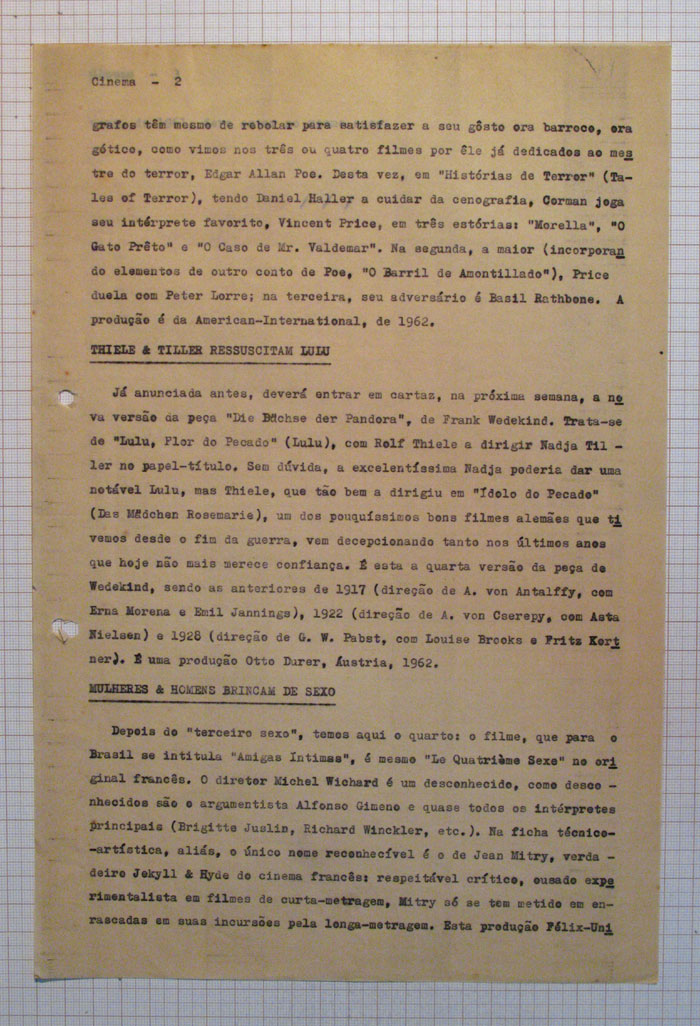 Cinema - 2
grafos têm mesmo de rebolar para satisfazer a seu gôsto ora barroco, ora
gótico, como vimos nos três ou quatro filmes por êle já dedicados ao mes
tre do terror, Edgar Allan Poe. Desta vez, em "Histórias de Terror" (Ta-
les of Terror), tendo Daniel Haller a cuidar da cenografia, Corman joga
seu intérprete favorito, Vincent Price, em três estórias: "Morella", "O
Gato Prêto" e "O Caso de Mr. Valdemar". Na segunda, a maior (incorporan
do elementos de outro conto de Poe, "O Barril de Amontillado"), Price
duela com Peter Lorre; na terceira, seu adversário é Basil Rathbone. A
produção é da American-International, de 1962.
THIELE & TILLER RESSUSCITAM LULU
Já anunciada antes, deverá entrar em cartaz, na próxima semana, a no
va versão da peça "Die Büchse der Pandora", de Frank Wedekind. Trata-se
de "Lulu, Flor do Pecado" (Lulu), com Rolf Thiele a dirigir Nadja Til -
ler no papel-título. Sem dúvida, a excelentíssima Nadja poderia dar uma
notável Lulu, mas Thiele, que tão bem a dirigiu em "Ídolo do Pecado"
(Das Mädchen Rosemarie), um dos pouquíssimos bons filmes alemães que ti
vemos desde o fim da guerra, vem decepcionando tanto nos últimos anos
que hoje não mais merece confiança. É esta a quarta versão da peça de
Wedekind, sendo as anteriores de 1917 (direção de A. von Antalffy, com
Erna Morena e Emil Jannings), 1922 (direção de A. von Cserepy, com Asta
Nielsen) e 1928 (direção de G. W. Pabst, com Louise Brooks e Fritz Kort
ner). É uma produção Otto Durer, Áustria, 1962.
MULHERES & HOMENS BRINCAM DE SEXO
Depois do "terceiro sexo", temos aqui o quarto: o filme, que para o
Brasil se intitula "Amigas Íntimas", é mesmo "Le Quatrième Sexe" no ori
ginal francês. O diretor Michel Wichard é um desconhecido, como desco -
nhecidos são o argumentista Alfonso Gimeno e quase todos os intérpretes
principais (Brigitte Juslin, Richard Winckler, etc.). Na ficha técnico-
-artística, aliás, o único nome reconhecível é o de Jean Mitry, verda -
deiro Jekyll & Hyde do cinema francês: respeitável crítico, ousado expe
rimentalista em filmes de curta-metragem, Mitry só se tem metido em en-
rascadas em suas incursões pela longa-metragem. Esta produção Félix-Uni